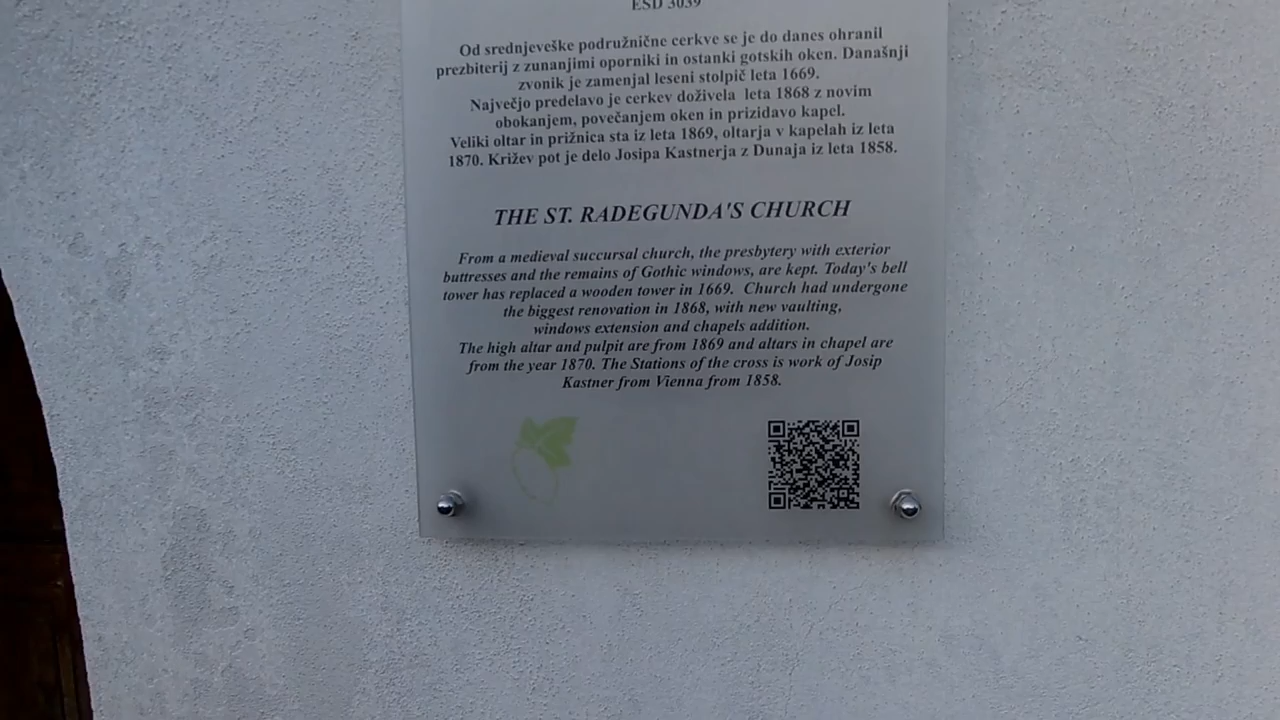 ESD 3039
Od srednjeveške podružnične cerkve se je do danes ohranil
prezbiterij z zunanjimi oporniki in ostanki gotskih oken. Današnji
zvonik je zamenjal leseni stolpič leta 1669.
Največjo predelavo je cerkev doživela leta 1868 z novim
obokanjem, povečanjem oken in prizidavo kapel.
Veliki oltar in prižnica sta iz leta 1869, oltarja v kapelah iz leta
1870. Križev pot je delo Josipa Kastnerja z Dunaja iz leta 1858.
THE ST. RADEGUNDA'S CHURCH
From a medieval succursal church, the presbytery with exterior
buttresses and the remains of Gothic windows, are kept. Today's bell
tower has replaced a wooden tower in 1669. Church had undergone
the biggest renovation in 1868, with new vaulting,
windows extension and chapels addition.
The high altar and pulpit are from 1869 and altars in chapel are
from the year 1870. The Stations of the cross is work of Josip
Kastner from Vienna from 1858.